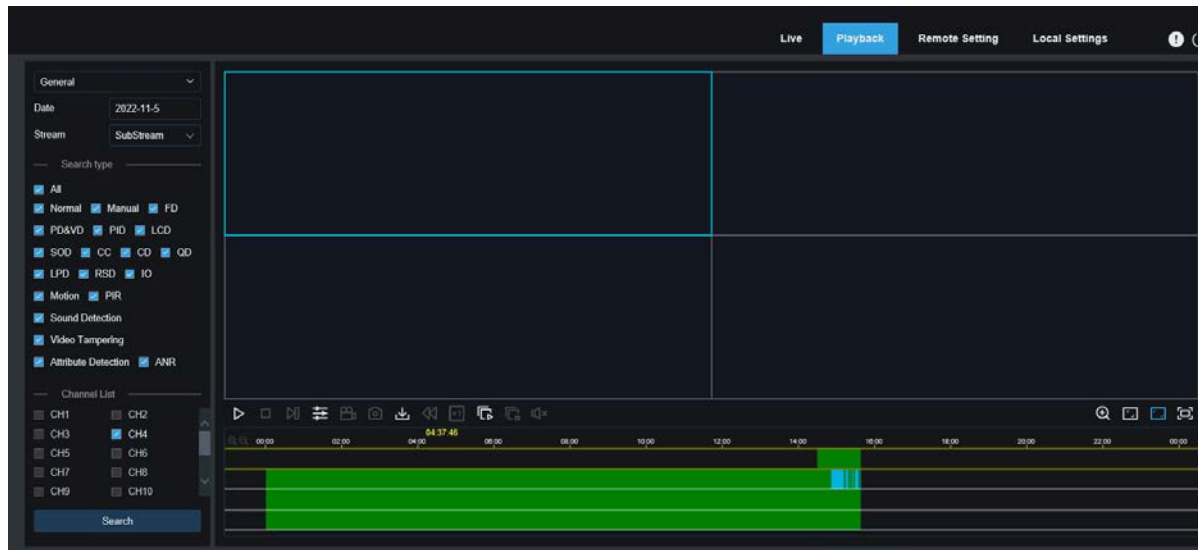 Live Playback Remote Setting Local Settings
General
Date 2022-11-5
Stream SubStream
Search type
All
Normal Manual FD
PD&VD PID LCD
SOD CC CD QD
LPD RSD IO
Motion PIR
Sound Detection
Video Tampering
Attribute Detection ANR
Channel List
CH1 CH2
CH3 CH4
CH5 CH6
CH7 CH8
CH9 CH10
Search
04:37:46
00:00 02:00 04:00 06:00 08:00 10:00 12:00 14:00 16:00 18:00 20:00 22:00 00:00